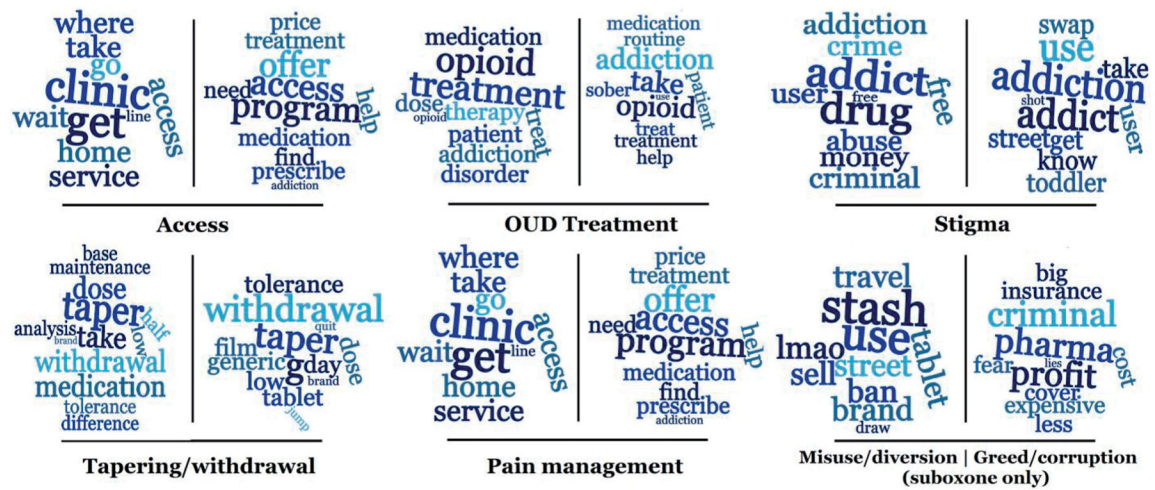 where
take
go
clinic
access
wait
get
line
home
service
price
treatment
offer
need
access
program
help
medication
find
prescribe
addiction
Access
medication
opioid
treatment
dose
opioid
therapy
treat
patient
addiction
disorder
medication
routine
addiction
sober
take
use
patient
opioid
treat
treatment
help
OUD Treatment
addiction
crime
addict
free
user
free
drug
abuse
money
criminal
swap
use
take
addiction
shot
addict
user
street
get
know
toddler
Stigma
base
maintenance
dose
taper
half
analysis
brand
take
low
withdrawal
medication
tolerance
difference
tolerance
withdrawal
quit
taper
dose
film
generic
g
day
low
brand
tablet
jump
Tapering/withdrawal
where
take
go
clinic
access
wait
get
line
home
service
price
treatment
offer
need
access
program
help
medication
find
prescribe
addiction
Pain management
travel
stash
use
tablet
lmao
sell
street
ban
brand
draw
big
insurance
criminal
pharma
cost
fear
lies
profit
cover
expensive
less
Misuse/diversion | Greed/corruption
(suboxone only)